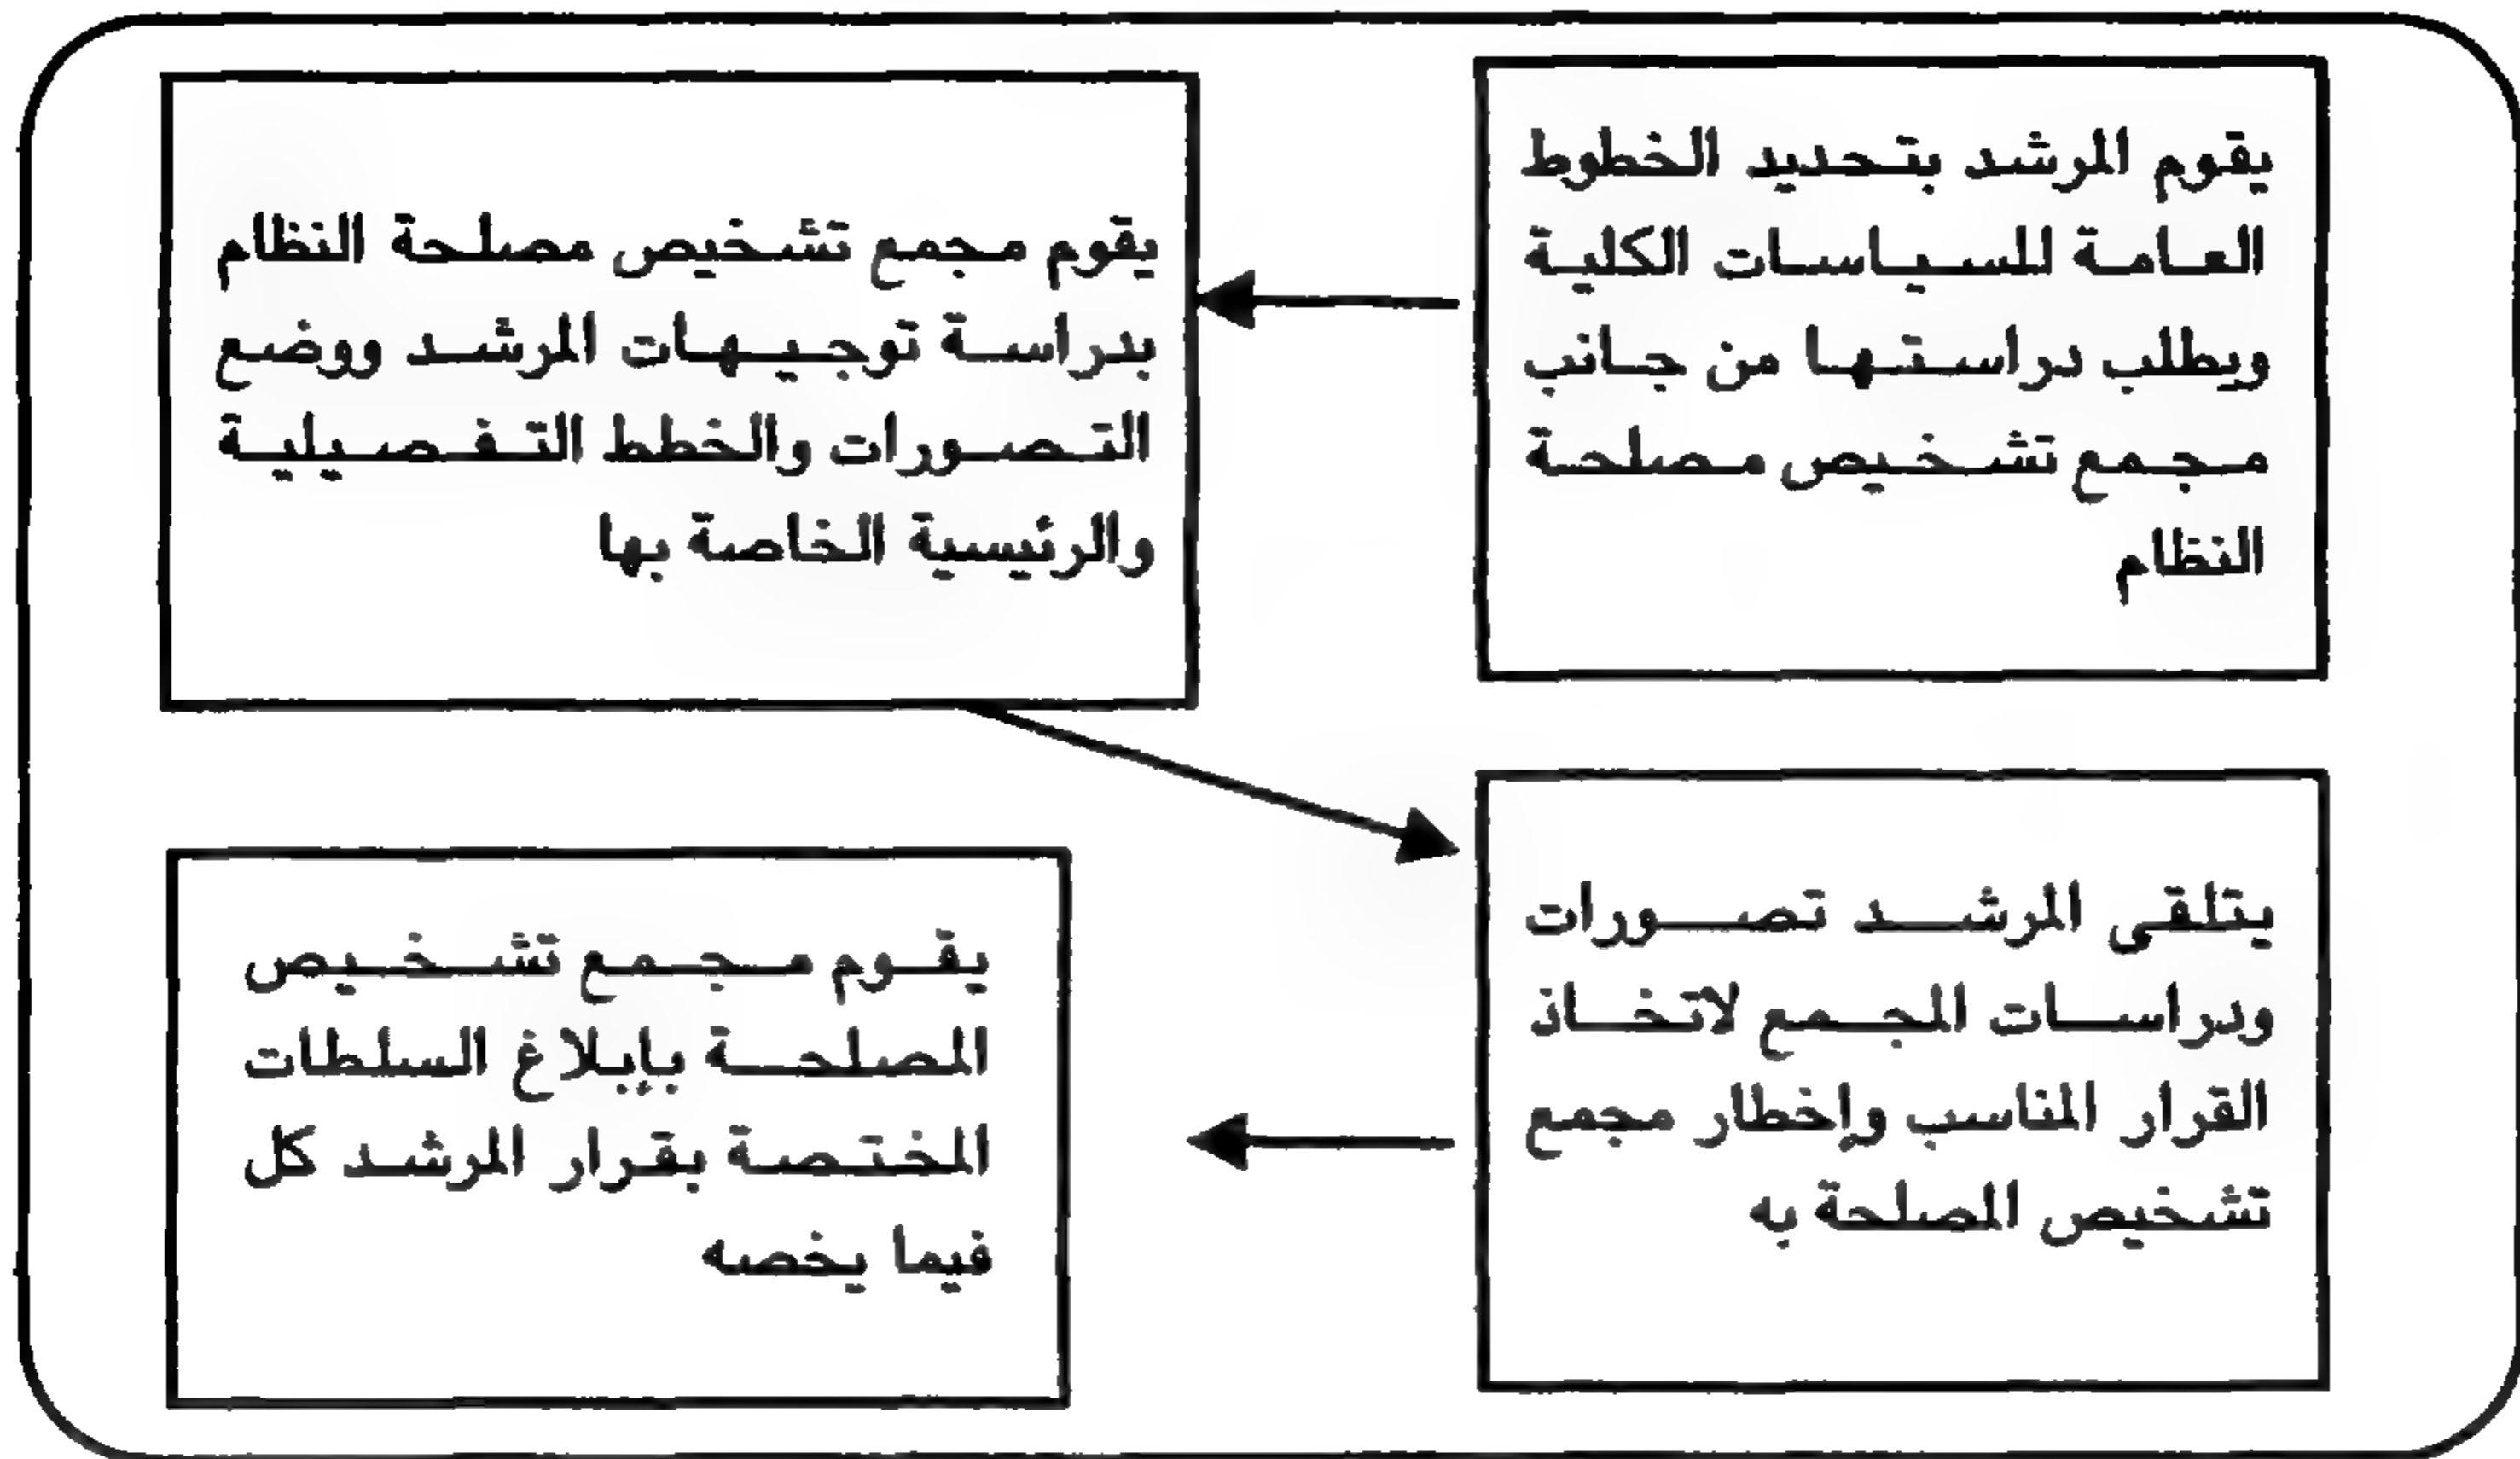 يقوم المرشد بتحديد الخطوط
العامة للسياسات الكلية
ويطلب دراستها من جانب
مجمع تشخيص مصلحة
النظام
يقوم مجمع تشخيص مصلحة النظام
بدراسة توجيهات المرشد ووضع
التصورات والخطط التفصيلية
والرئيسية الخاصة بها
يتلقى المرشد تصورات
ودراسات المجمع لاتخاذ
القرار المناسب وإخطار مجمع
تشخيص المصلحة به
يقوم مجمع تشخيص
المصلحة بإبلاغ السلطات
المختصة بقرار المرشد كل
فيما يخصه